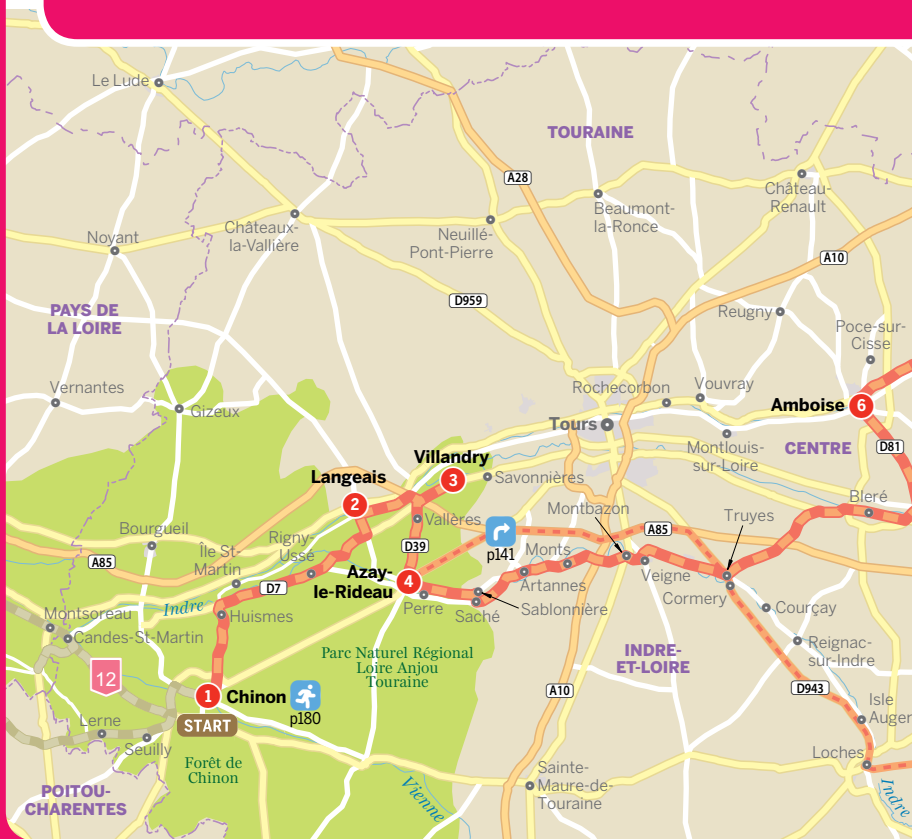 Le Lude
TOURAINE
A28
Château-
Renault
Beaumont-
la-Ronce
Châteaux-
la-Vallière
Neuillé-
Pont-Pierre
Noyant
A10
D959
PAYS DE
LA LOIRE
Reugny
Poce-sur-
Cisse
Vernantes
Gizeux
Rochecorbon
Vouvray
Amboise
6
Tours
Montlouis-
sur-Loire
CENTRE
D81
Villandry
3
Langeais
2
Savonnières
Montbazon
Bleré
Vallères
Truyes
A85
Bourgueil
p141
D39
Rigny-
Ussé
Monts
Île St-
Martin
A85
Azay-
le-Rideau
4
Veigne
Artannes
D7
Cormery
Perre
Sablonnière
Saché
Courçay
Indre
Huismes
Montsoreau
Candes-St-Martin
Reignac-
sur-Indre
INDRE-
ET-LOIRE
Parc Naturel Régional
Loire Anjou
Touraine
12
D943
A10
1
Chinon
p180
START
Isle
Auger
Lerne
Seuilly
Loches
Forêt de
Chinon
Sainte-
Maure-de-
Touraine
Vienne
Indre
POITOU-
CHARENTES